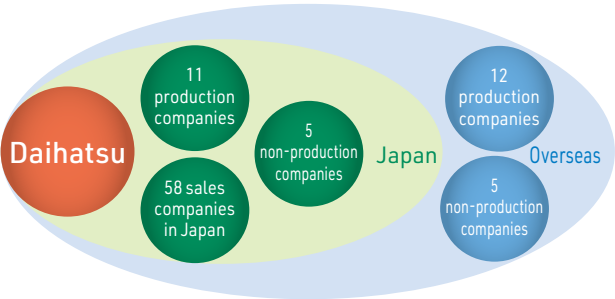 Daihatsu
11
production
companies
58 sales
companies
in Japan
5
non-production
companies
Japan
12
production
companies
5
non-production
companies
Overseas